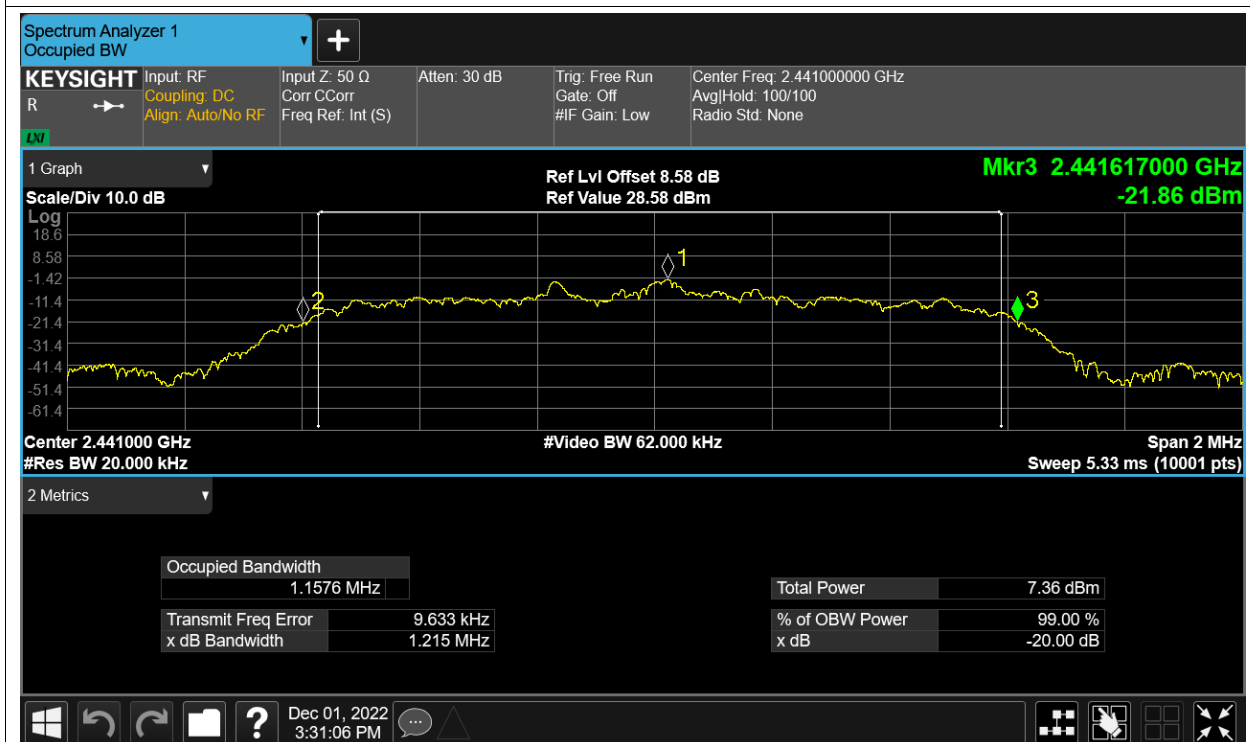 Spectrum Analyzer 1
Occupied BW
KEYSIGHT
R
LXI
Input: RF
Coupling: DC
Align: Auto/No RF
Input Z: 50 Ω
Corr CCorr
Freq Ref: Int (S)
Atten: 30 dB
Trig: Free Run
Gate: Off
#IF Gain: Low
Center Freq: 2.441000000 GHz
Avg|Hold: 100/100
Radio Std: None
1 Graph
Scale/Div 10.0 dB
Ref Lvl Offset 8.58 dB
Ref Value 28.58 dBm
Mkr3 2.441617000 GHz
-21.86 dBm
Log
18.6
8.58
-1.42
-11.4
-21.4
-31.4
-41.4
-51.4
-61.4
1
2
3
Center 2.441000 GHz
#Video BW 62.000 kHz
Span 2 MHz
#Res BW 20.000 kHz
Sweep 5.33 ms (10001 pts)
2 Metrics
Occupied Bandwidth
1.1576 MHz
Total Power 7.36 dBm
Transmit Freq Error 9.633 kHz
% of OBW Power 99.00 %
x dB Bandwidth 1.215 MHz
x dB -20.00 dB
?
Dec 01, 2022
3:31:06 PM